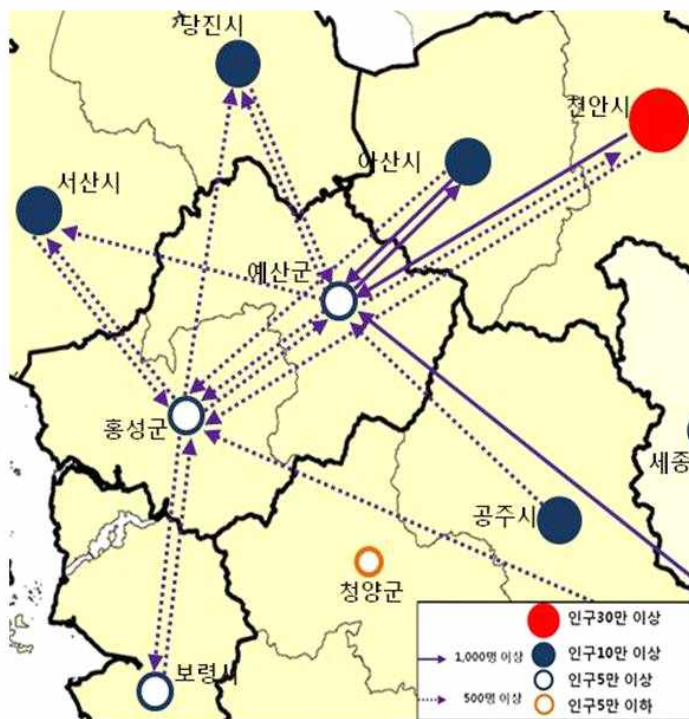 당진시
천안시
아산시
서산시
예산군
홍성군
세종
공주시
청양군
보령시
인구30만 이상
1,000명 이상
인구10만 이상
인구5만 이상
500명 이상
인구5만 이하